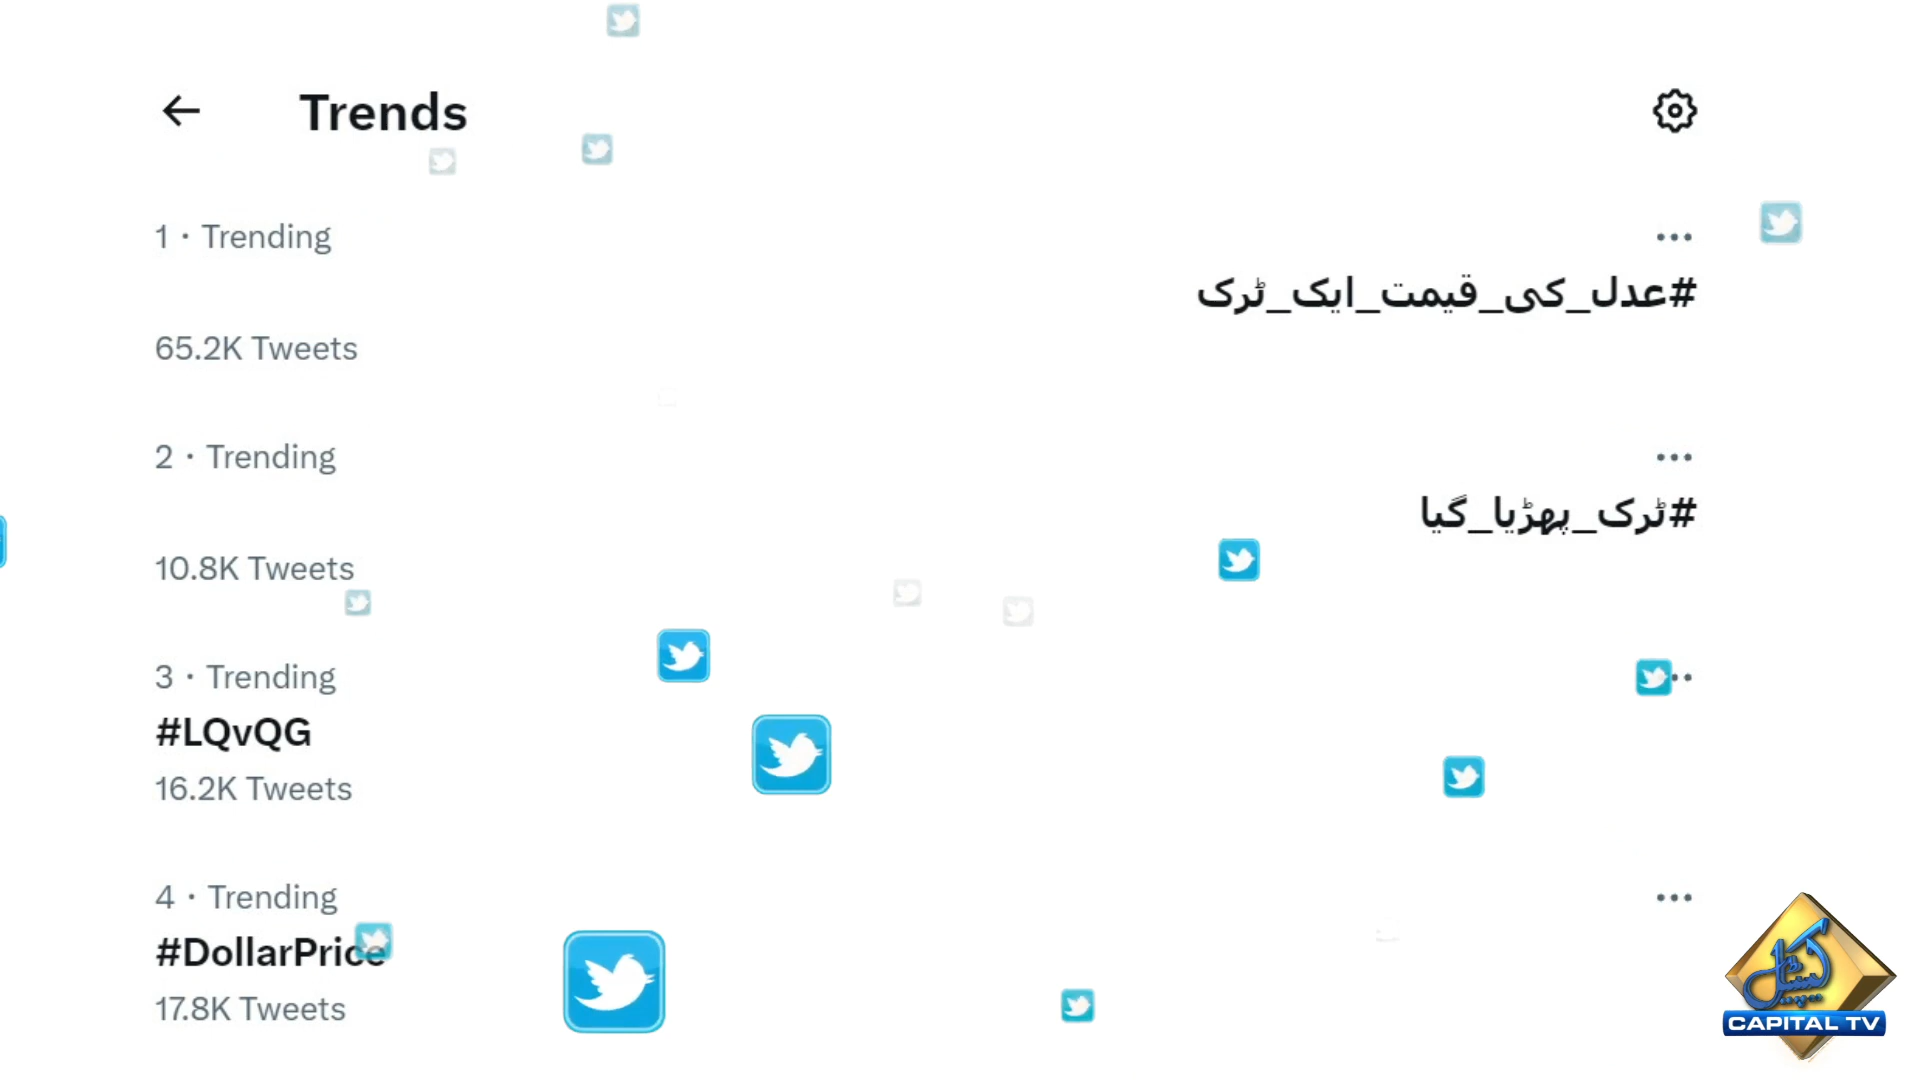 Trends
1 · Trending
#عدل_کی_قیمت_ایک_ٹرک
65.2K Tweets
2 · Trending
#ٹرک_پھڑیا_گیا
10.8K Tweets
3 · Trending
#LQvQG
16.2K Tweets
4 · Trending
#DollarPrice
17.8K Tweets
کیپیٹل
CAPITAL TV